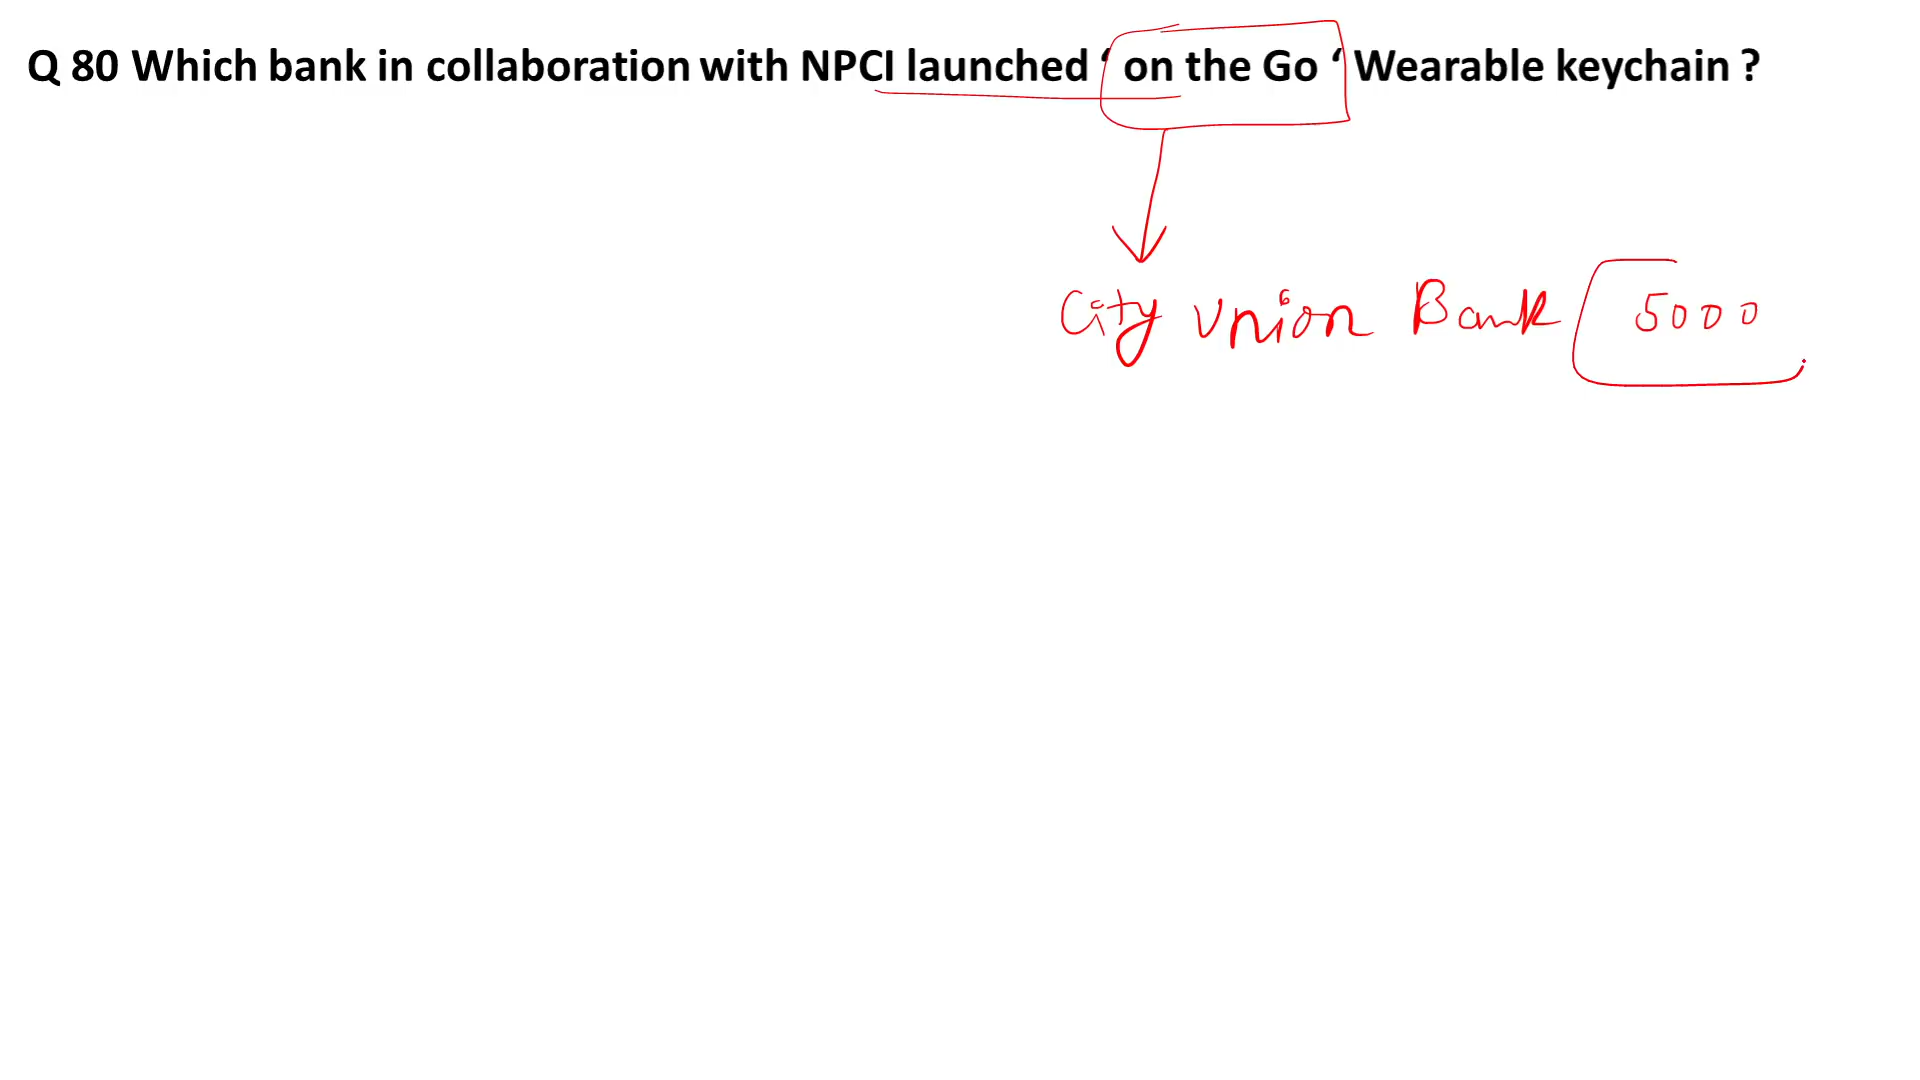 Q 80 Which bank in collaboration with NPCI launched ‘ on the Go ‘ Wearable keychain ?
City Union Bank 5000